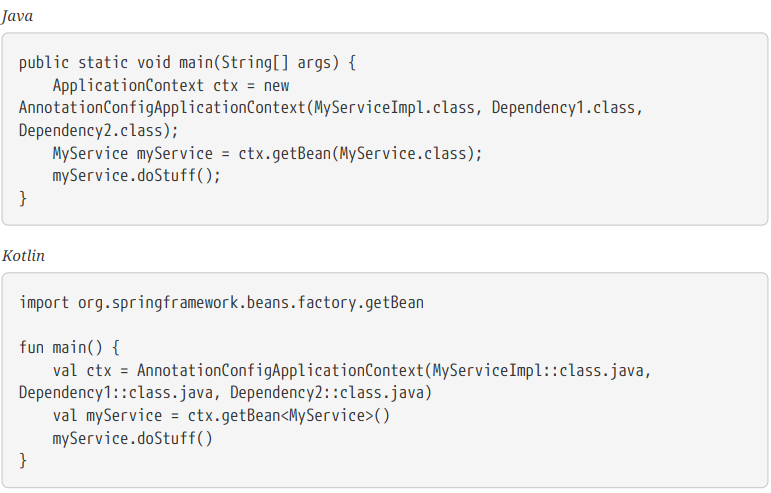 Java
public static void main(String[] args) {
    ApplicationContext ctx = new
AnnotationConfigApplicationContext(MyServiceImpl.class, Dependency1.class,
Dependency2.class);
    MyService myService = ctx.getBean(MyService.class);
    myService.doStuff();
}
Kotlin
import org.springframework.beans.factory.getBean

fun main() {
    val ctx = AnnotationConfigApplicationContext(MyServiceImpl::class.java,
Dependency1::class.java, Dependency2::class.java)
    val myService = ctx.getBean<MyService>()
    myService.doStuff()
}